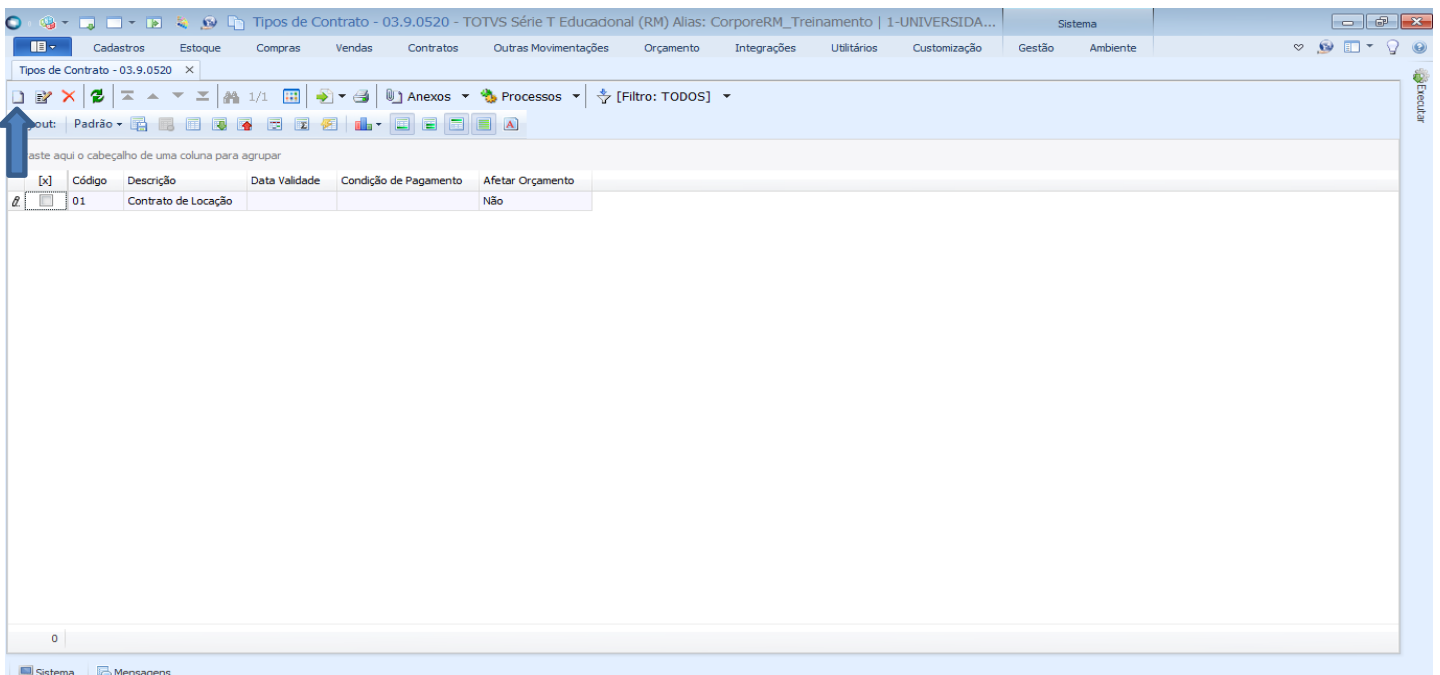 Tipos de Contrato - 03.9.0520 - TOTVS Série T Educacional (RM) Alias: CorporeRM_Treinamento | 1-UNIVERSIDA... Sistema
Cadastros Estoque Compras Vendas Contratos Outras Movimentações Orçamento Integrações Utilitários Customização Gestão Ambiente
Tipos de Contrato - 03.9.0520
1/1 Anexos Processos [Filtro: TODOS]
out: Padrão
aste aqui o cabeçalho de uma coluna para agrupar
[x] Código Descrição Data Validade Condição de Pagamento Afetar Orçamento
01 Contrato de Locação Não
0
Sistema Mensagens
Executar